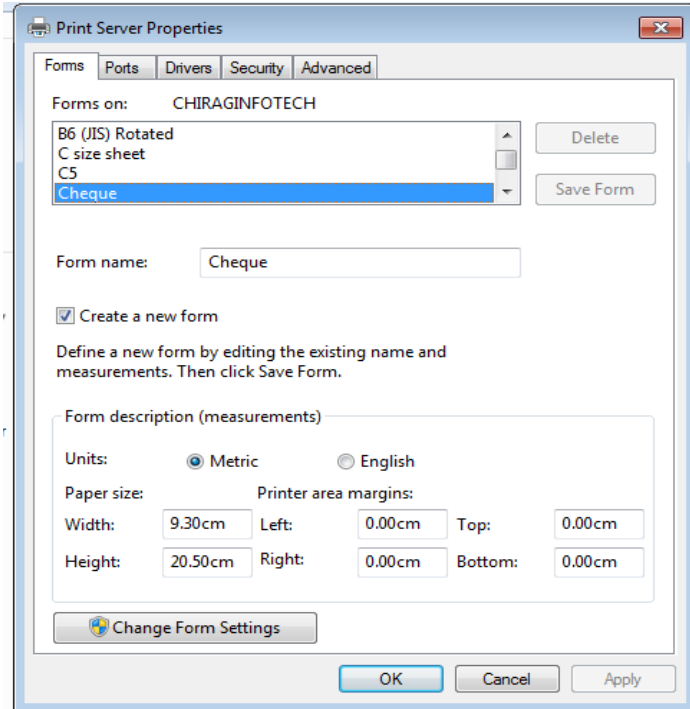 Print Server Properties
Forms Ports Drivers Security Advanced
Forms on: CHIRAGINFOTECH
B6 (JIS) Rotated
C size sheet
C5
Cheque
Delete
Save Form
Form name: Cheque
Create a new form
Define a new form by editing the existing name and
measurements. Then click Save Form.
Form description (measurements)
Units: Metric English
Paper size: Printer area margins:
Width: 9.30cm Left: 0.00cm Top: 0.00cm
Height: 20.50cm Right: 0.00cm Bottom: 0.00cm
Change Form Settings
OK Cancel Apply